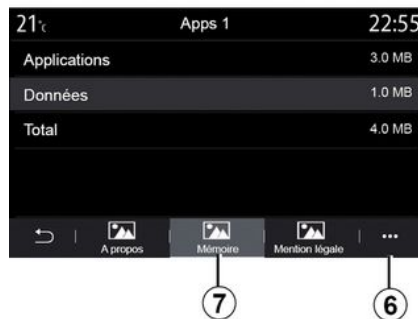 21°c Apps 1 22:55
Applications 3.0 MB
Données 1.0 MB
Total 4.0 MB
A propos Mémoire Mention légale ...
7 6